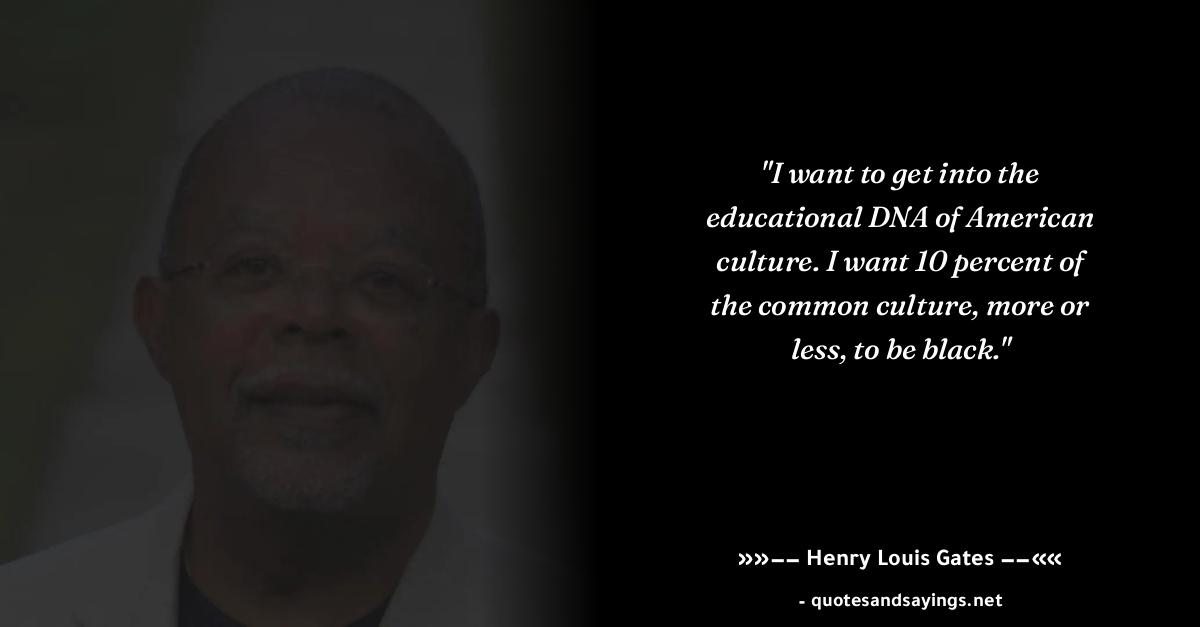 "I want to get into the
educational DNA of American
culture. I want 10 percent of
the common culture, more or
less, to be black."
»»–– Henry Louis Gates ––««
- quotesandsayings.net